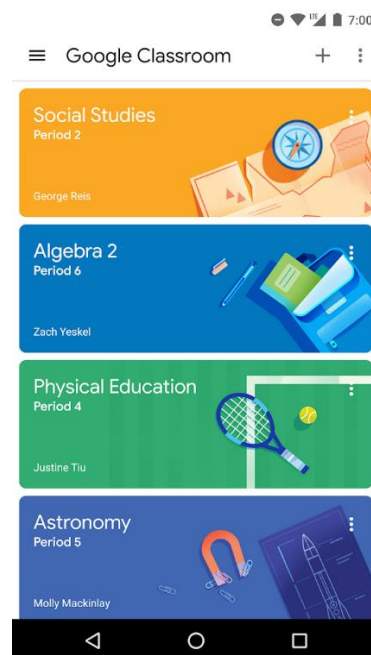 LTE 7:00
Google Classroom
Social Studies
Period 2
George Reis
Algebra 2
Period 6
Zach Yeskel
Physical Education
Period 4
Justine Tiu
Astronomy
Period 5
Molly Mackinlay